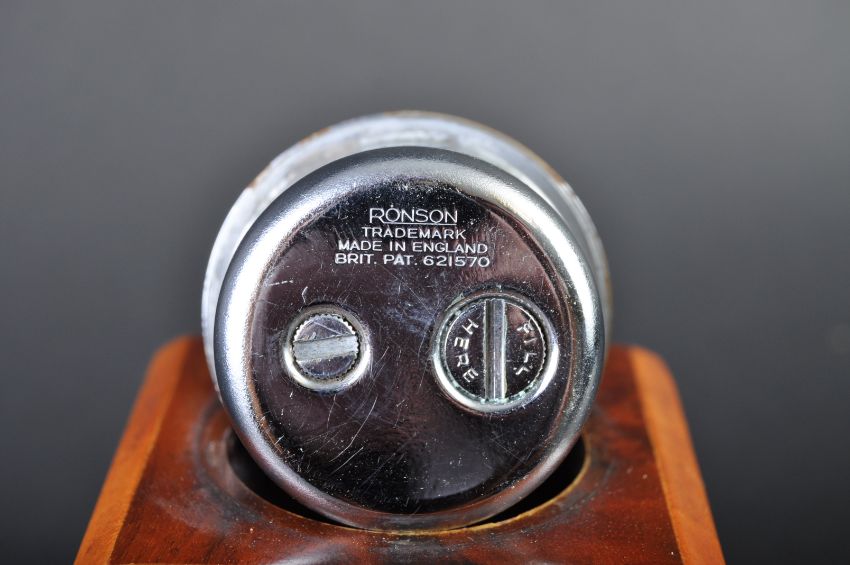 RONSON
TRADEMARK
MADE IN ENGLAND
BRIT. PAT. 621570
FILL
HERE